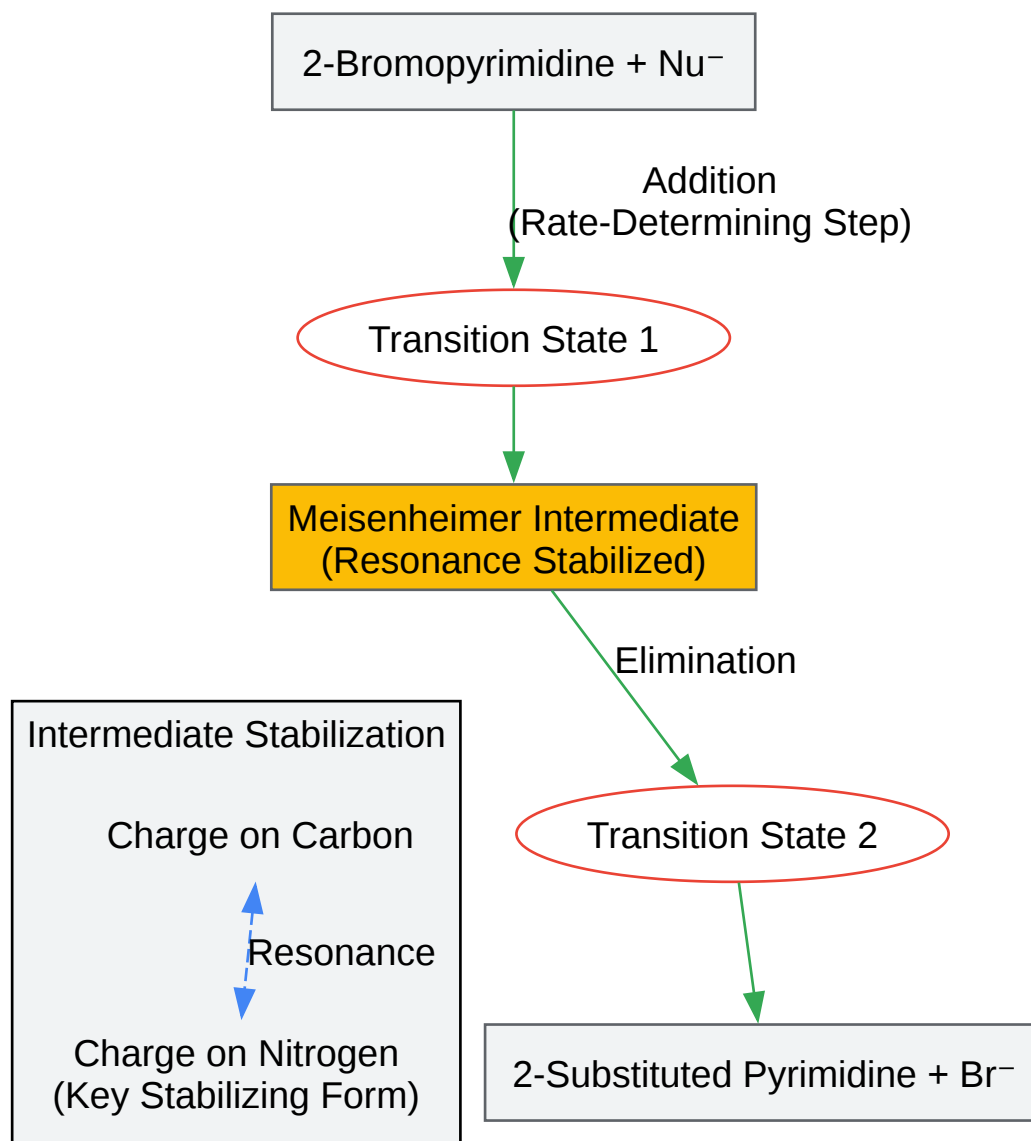 2-Bromopyrimidine + Nu⁻
Addition
(Rate-Determining Step)
Transition State 1
Meisenheimer Intermediate
(Resonance Stabilized)
Elimination
Intermediate Stabilization
Charge on Carbon
Resonance
Charge on Nitrogen
(Key Stabilizing Form)
Transition State 2
2-Substituted Pyrimidine + Br⁻